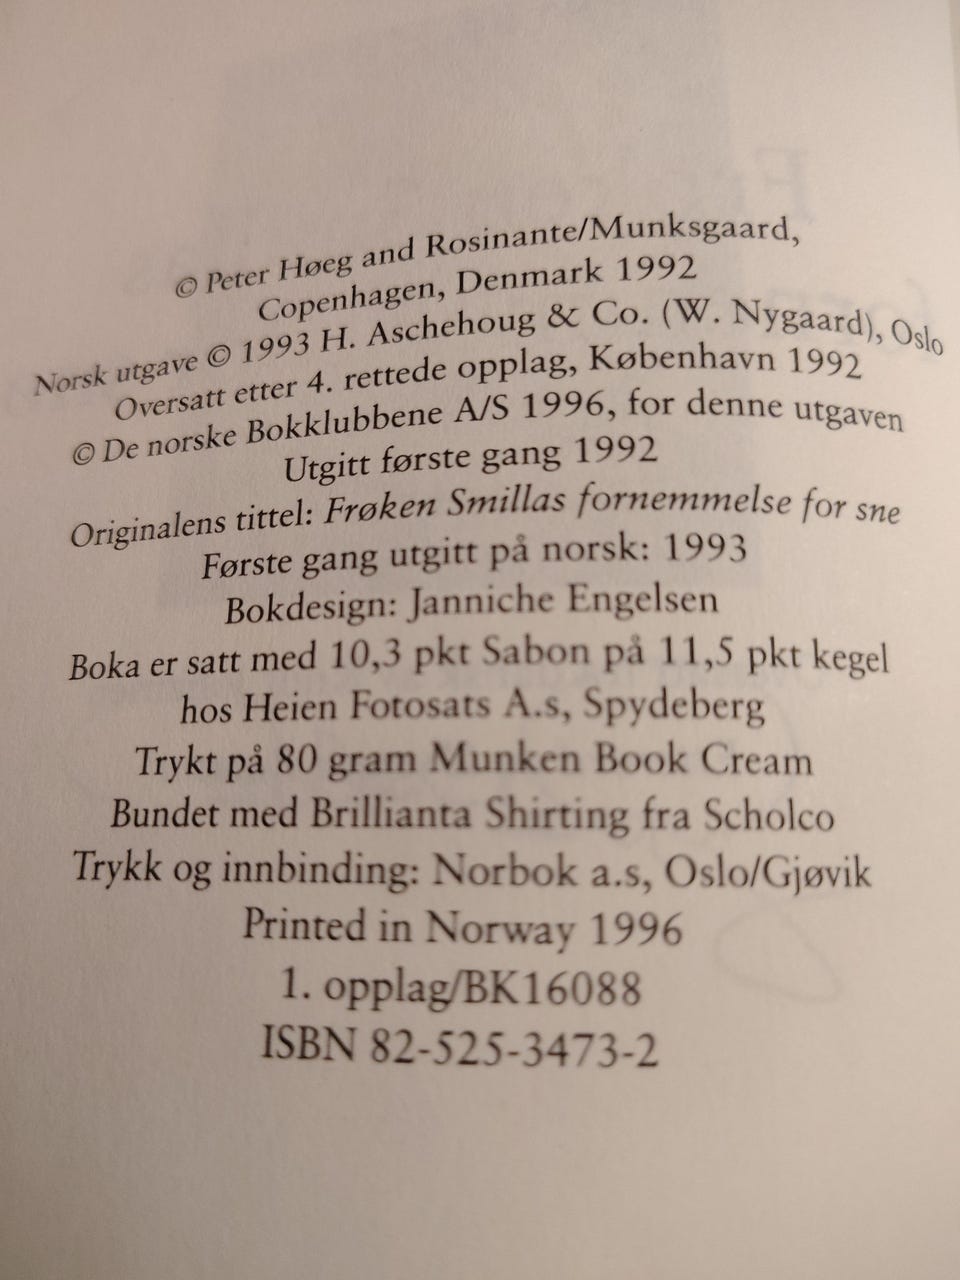 © Peter Høeg and Rosinante/Munksgaard,
Copenhagen, Denmark 1992
Norsk utgave © 1993 H. Aschehoug & Co. (W. Nygaard), Oslo
Oversatt etter 4. rettede opplag, København 1992
© De norske Bokklubbene A/S 1996, for denne utgaven
Utgitt første gang 1992
Originalens tittel: Frøken Smillas fornemmelse for sne
Første gang utgitt på norsk: 1993
Bokdesign: Janniche Engelsen
Boka er satt med 10,3 pkt Sabon på 11,5 pkt kegel
hos Heien Fotosats A.s, Spydeberg
Trykt på 80 gram Munken Book Cream
Bundet med Brillianta Shirting fra Scholco
Trykk og innbinding: Norbok a.s, Oslo/Gjøvik
Printed in Norway 1996
1. opplag/BK16088
ISBN 82-525-3473-2